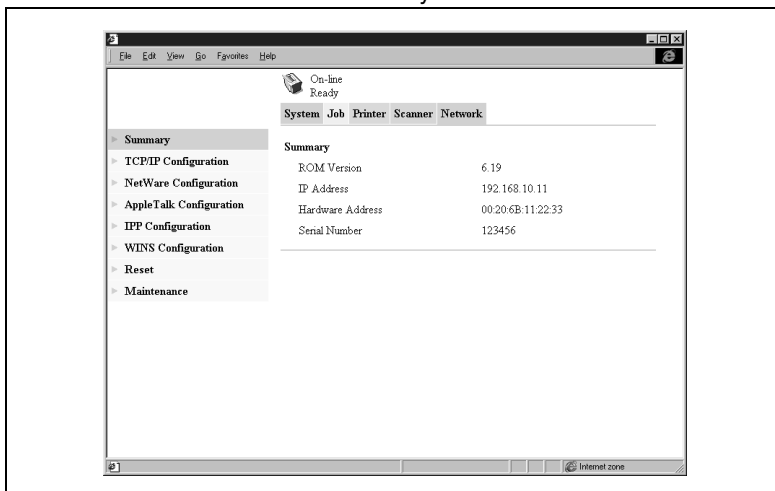 File Edit View Go Favorites Help
On-line
Ready
System Job Printer Scanner Network
Summary
TCP/IP Configuration
NetWare Configuration
AppleTalk Configuration
IPP Configuration
WINS Configuration
Reset
Maintenance
Summary
ROM Version 6.19
IP Address 192.168.10.11
Hardware Address 00:20:6B:11:22:33
Serial Number 123456
Internet zone